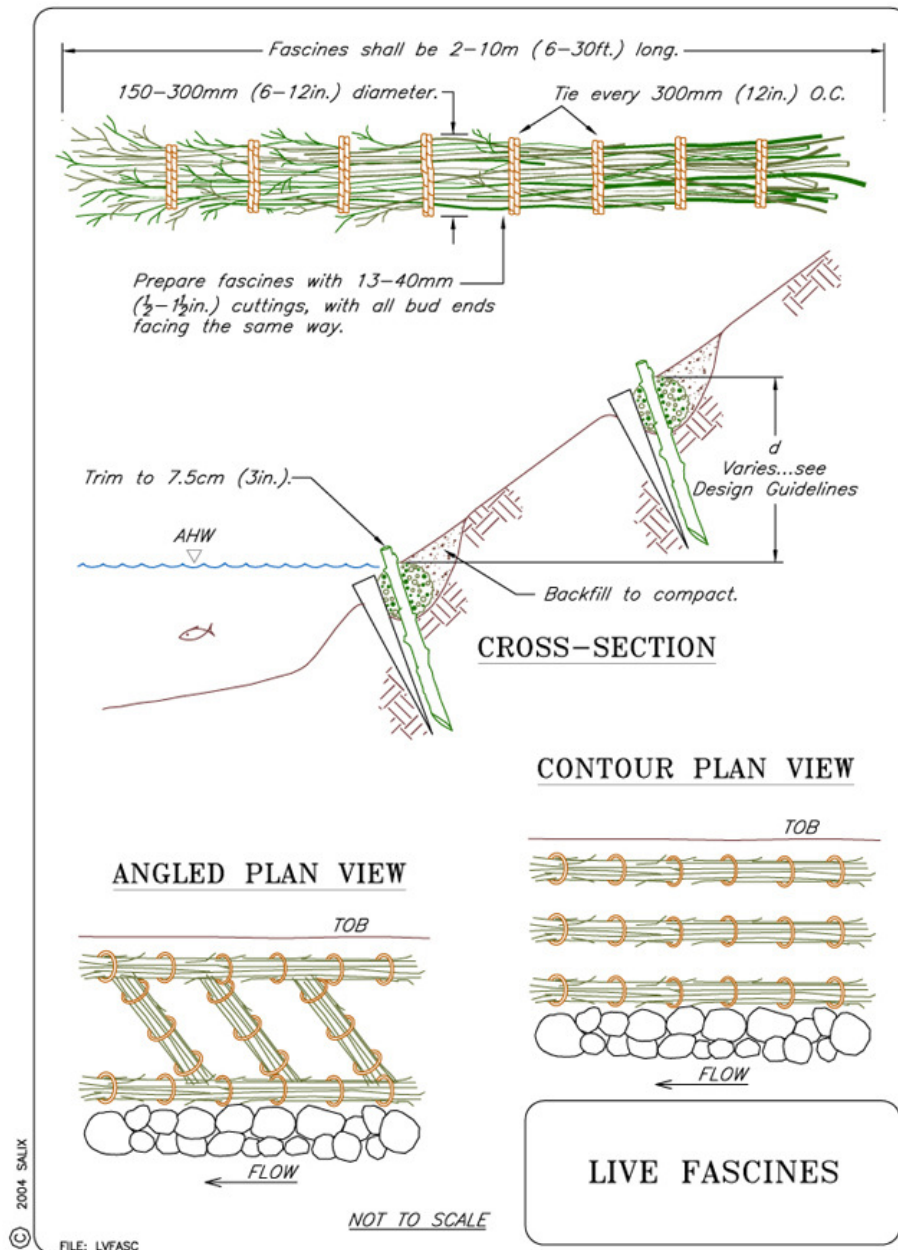 Fascines shall be 2-10m (6-30ft.) long.
150-300mm (6-12in.) diameter.
Tie every 300mm (12in.) O.C.
Prepare fascines with 13-40mm
(½-1½in.) cuttings, with all bud ends
facing the same way.
d
Varies...see
Design Guidelines
Trim to 7.5cm (3in.).
AHW
Backfill to compact.
CROSS-SECTION
CONTOUR PLAN VIEW
TOB
ANGLED PLAN VIEW
TOB
FLOW
FLOW
LIVE FASCINES
NOT TO SCALE
© 2004 SALIX
FILE: LVFASC